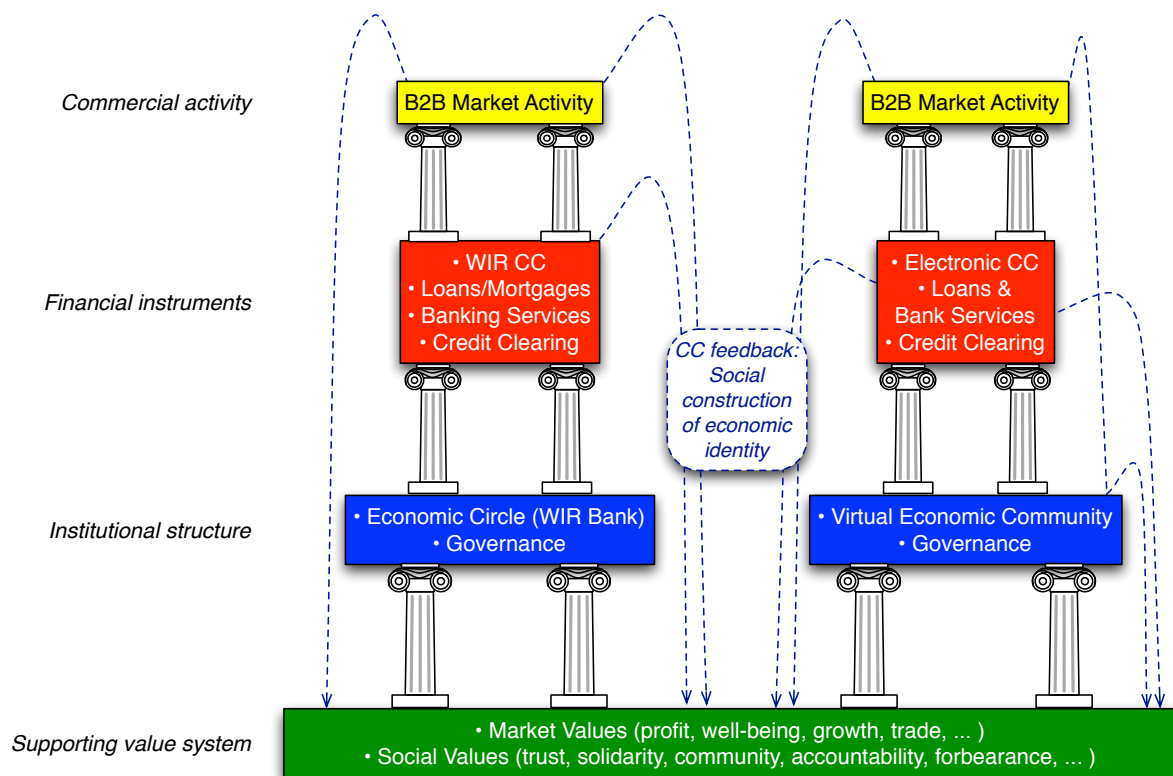 Commercial activity
B2B Market Activity
B2B Market Activity
Financial instruments
• WIR CC
• Loans/Mortgages
• Banking Services
• Credit Clearing
CC feedback:
Social
construction
of economic
identity
• Electronic CC
• Loans &
Bank Services
• Credit Clearing
Institutional structure
• Economic Circle (WIR Bank)
• Governance
• Virtual Economic Community
• Governance
Supporting value system
• Market Values (profit, well-being, growth, trade, ... )
• Social Values (trust, solidarity, community, accountability, forbearance, ... )